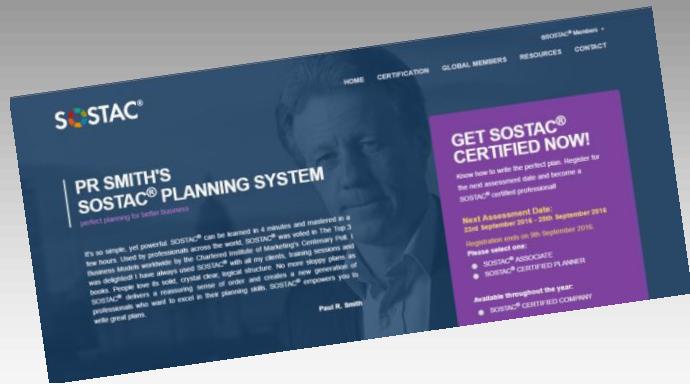 SOSTAC® Members
HOME CERTIFICATION GLOBAL MEMBERS RESOURCES CONTACT
SOSTAC®
PR SMITH'S
SOSTAC® PLANNING SYSTEM
perfect planning for better business
It's so simple, yet powerful. SOSTAC® can be learned in 4 minutes and mastered in a
few hours. Used by professionals across the world, SOSTAC® was voted in The Top 3
Business Models worldwide by the Chartered Institute of Marketing's Centenary Poll. I
was delighted! I have always used SOSTAC® with all my clients, training sessions and
books. People love its solid, crystal clear, logical structure. No more sloppy plans as
SOSTAC® delivers a reassuring sense of order and creates a new generation of
professionals who want to excel in their planning skills. SOSTAC® empowers you to
write great plans.
Paul R. Smith
GET SOSTAC®
CERTIFIED NOW!
Know how to write the perfect plan. Register for
the next assessment date and become a
SOSTAC® certified professional!
Next Assessment Date:
23rd September 2016 - 25th September 2016
Registration ends on 9th September 2016.
Please select one:
SOSTAC® ASSOCIATE
SOSTAC® CERTIFIED PLANNER
Available throughout the year:
SOSTAC® CERTIFIED COMPANY